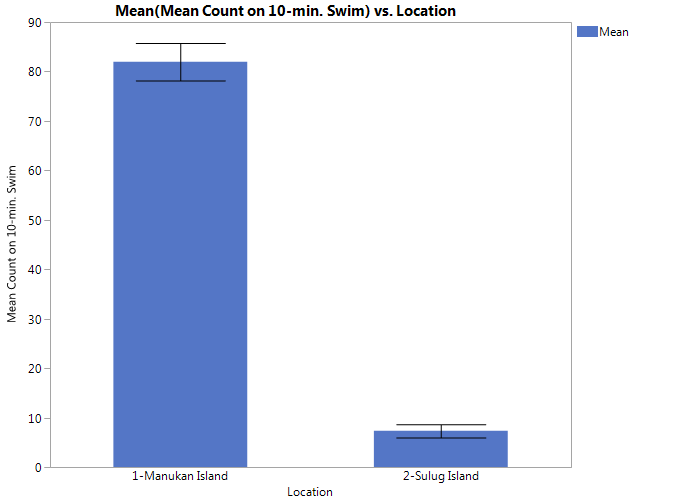 Mean(Mean Count on 10-min. Swim) vs. Location
Mean
Mean Count on 10-min. Swim
90
80
70
60
50
40
30
20
10
0
1-Manukan Island
2-Sulug Island
Location